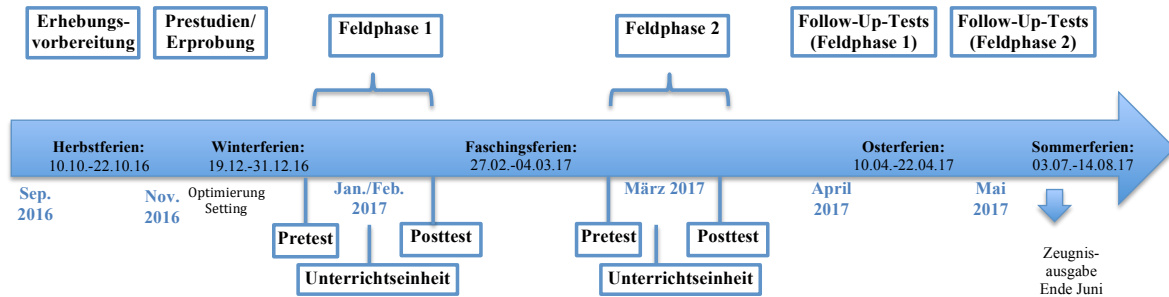 Erhebungs-
vorbereitung
Prestudien/
Erprobung
Feldphase 1
Feldphase 2
Follow-Up-Tests
(Feldphase 1)
Follow-Up-Tests
(Feldphase 2)
Herbstferien:
10.10.-22.10.16
Winterferien:
19.12.-31.12.16
Faschingsferien:
27.02.-04.03.17
Osterferien:
10.04.-22.04.17
Sommerferien:
03.07.-14.08.17
Sep.
2016
Nov.
2016
Optimierung
Setting
Jan./Feb.
2017
März 2017
April
2017
Mai
2017
Pretest
Posttest
Unterrichtseinheit
Pretest
Posttest
Unterrichtseinheit
Zeugnis-
ausgabe
Ende Juni